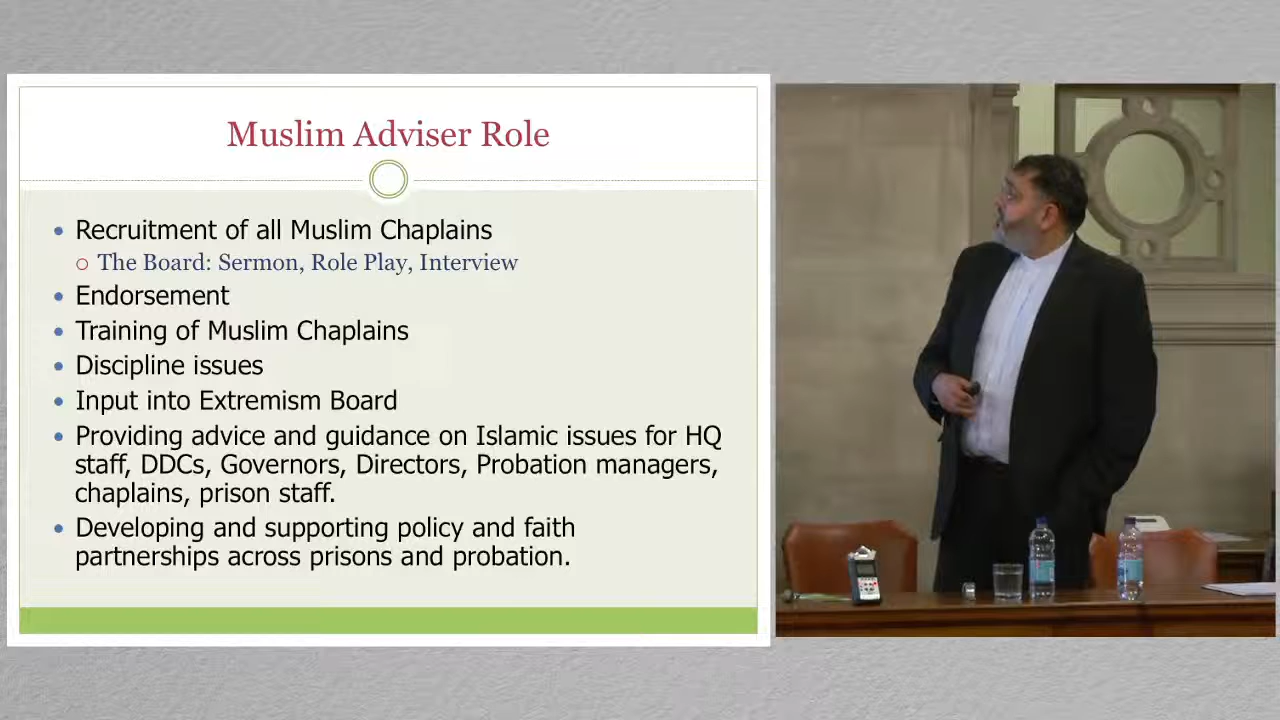 Muslim Adviser Role
Recruitment of all Muslim Chaplains
The Board: Sermon, Role Play, Interview
Endorsement
Training of Muslim Chaplains
Discipline issues
Input into Extremism Board
Providing advice and guidance on Islamic issues for HQ
staff, DDCs, Governors, Directors, Probation managers,
chaplains, prison staff.
Developing and supporting policy and faith
partnerships across prisons and probation.